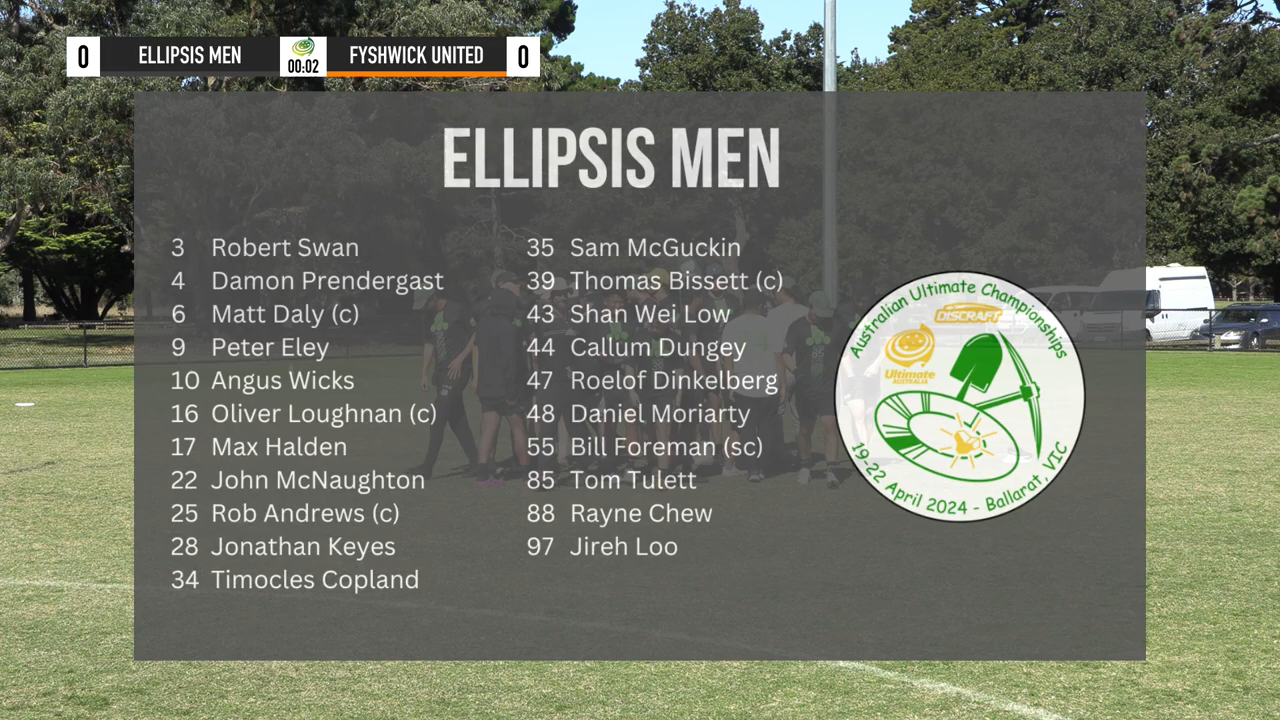 0 ELLIPSIS MEN 00:02 FYSHWICK UNITED 0
ELLIPSIS MEN
3 Robert Swan
4 Damon Prendergast
6 Matt Daly (c)
9 Peter Eley
10 Angus Wicks
16 Oliver Loughnan (c)
17 Max Halden
22 John McNaughton
25 Rob Andrews (c)
28 Jonathan Keyes
34 Timocles Copland
35 Sam McGuckin
39 Thomas Bissett (c)
43 Shan Wei Low
44 Callum Dungey
47 Roelof Dinkelberg
48 Daniel Moriarty
55 Bill Foreman (sc)
85 Tom Tulett
88 Rayne Chew
97 Jireh Loo
Australian Ultimate Championships
DISCRAFT
Ultimate
AUSTRALIA
19-22 April 2024 - Ballarat, VIC